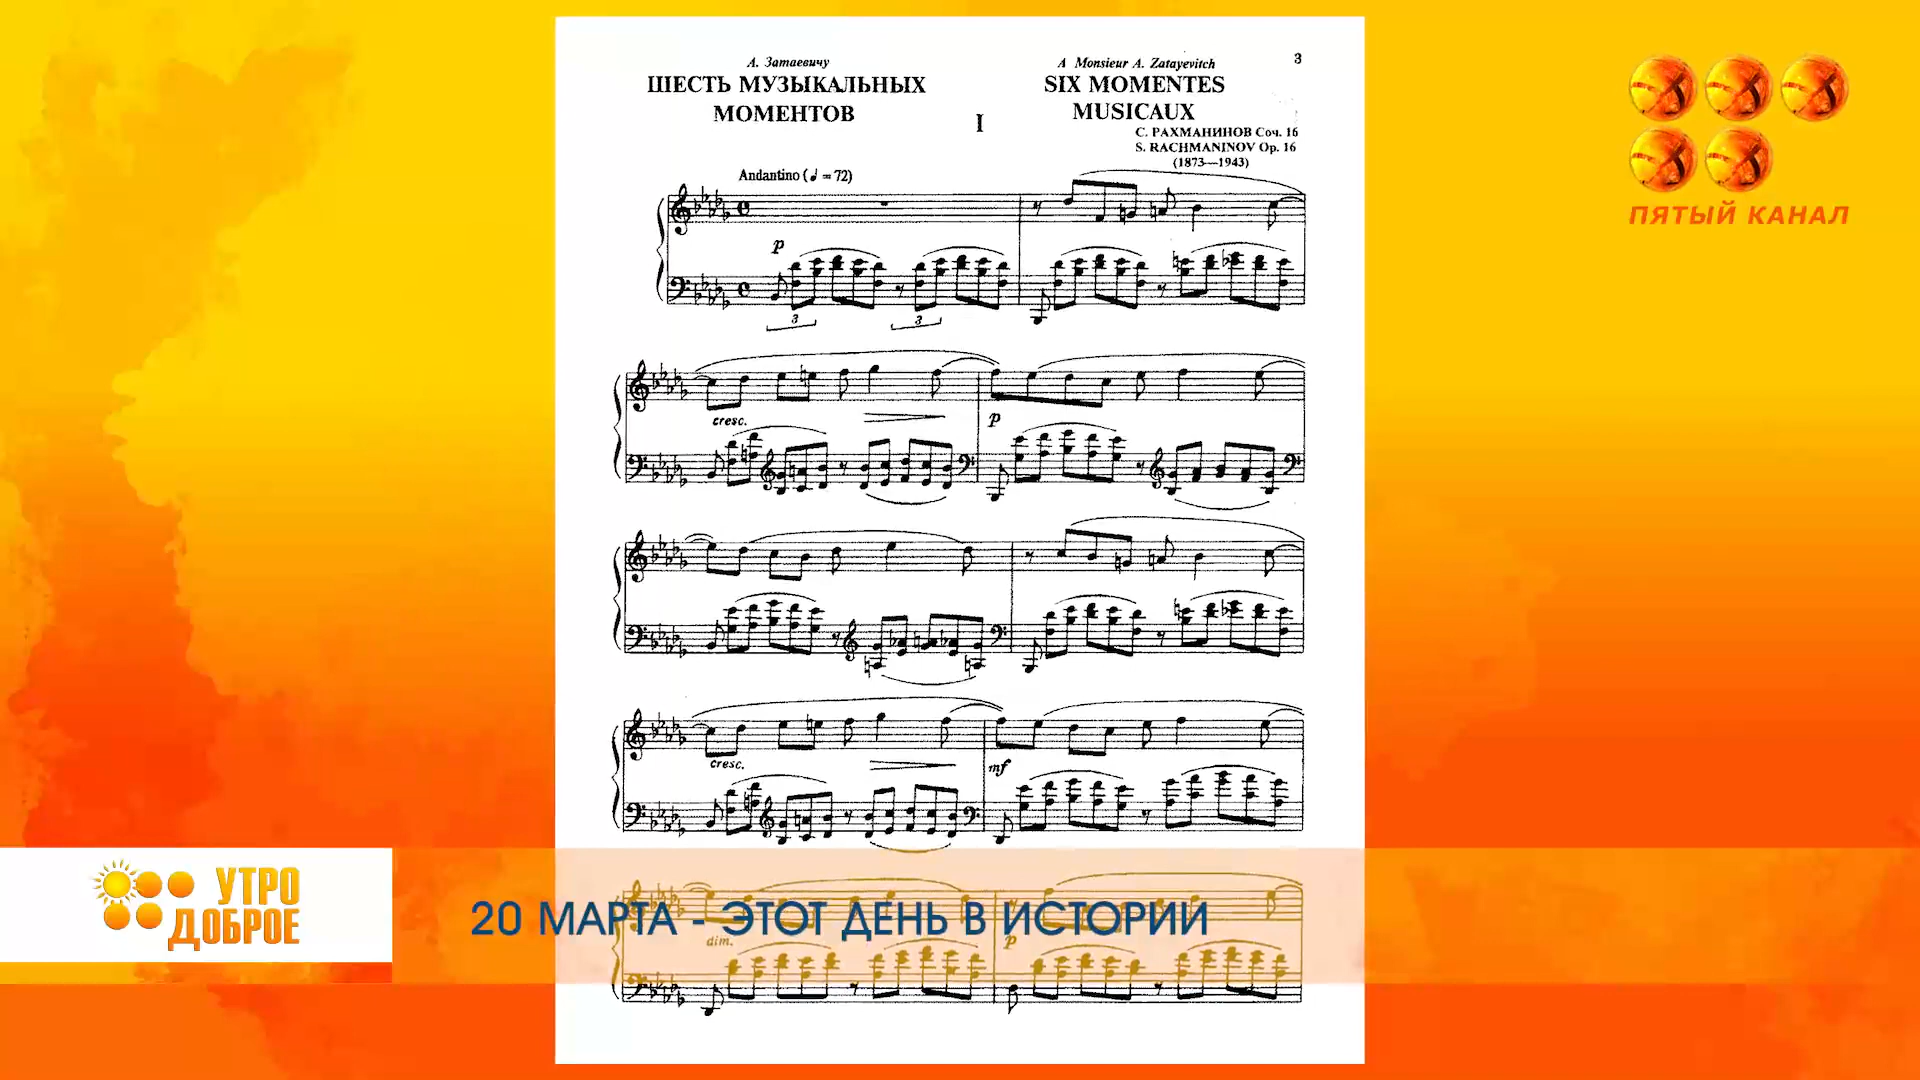 А. Затаевичу
ШЕСТЬ МУЗЫКАЛЬНЫХ
МОМЕНТОВ
I
A Monsieur A. Zatayevitch
SIX MOMENTES
MUSICAUX
3
С. РАХМАНИНОВ Соч. 16
S. RACHMANINOV Op. 16
(1873—1943)
Andantino (♩ = 72)
p
3
3
cresc.
p
cresc.
mf
dim.
p
ПЯТЫЙ КАНАЛ
УТРО
ДОБРОЕ
20 МАРТА - ЭТОТ ДЕНЬ В ИСТОРИИ